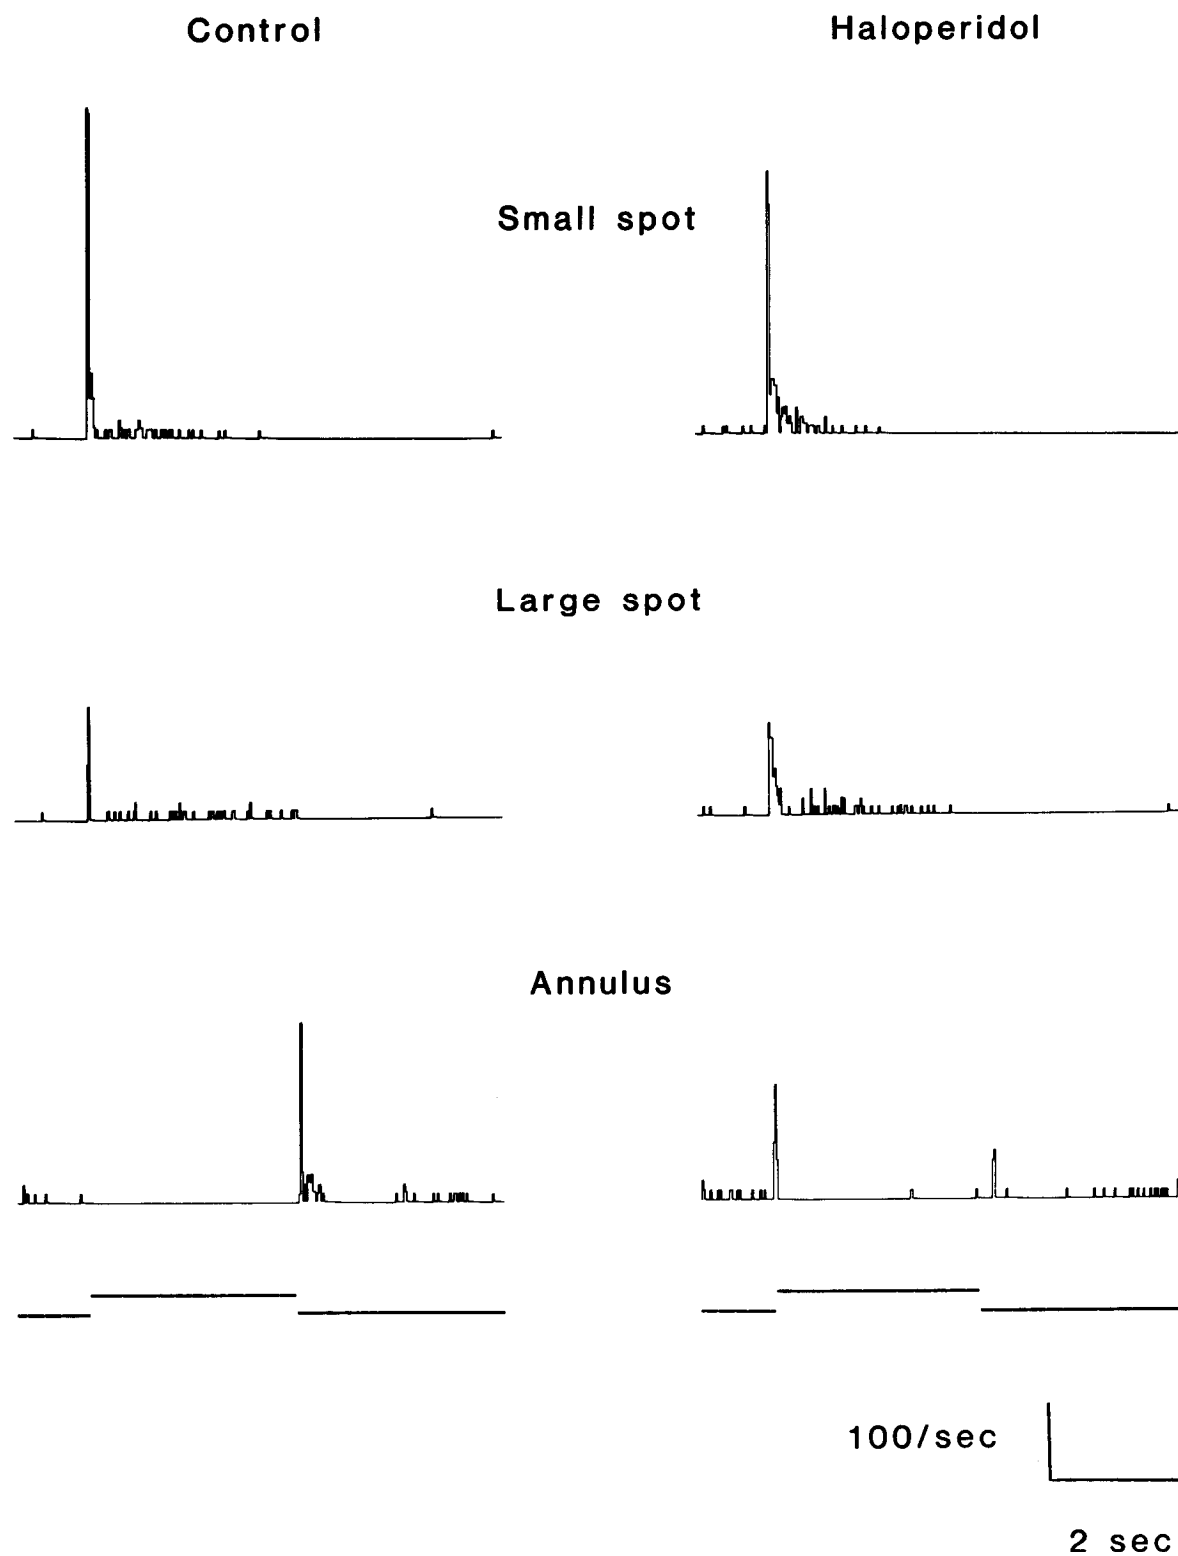 Control
Haloperidol
Small spot
Large spot
Annulus
100/sec
2 sec